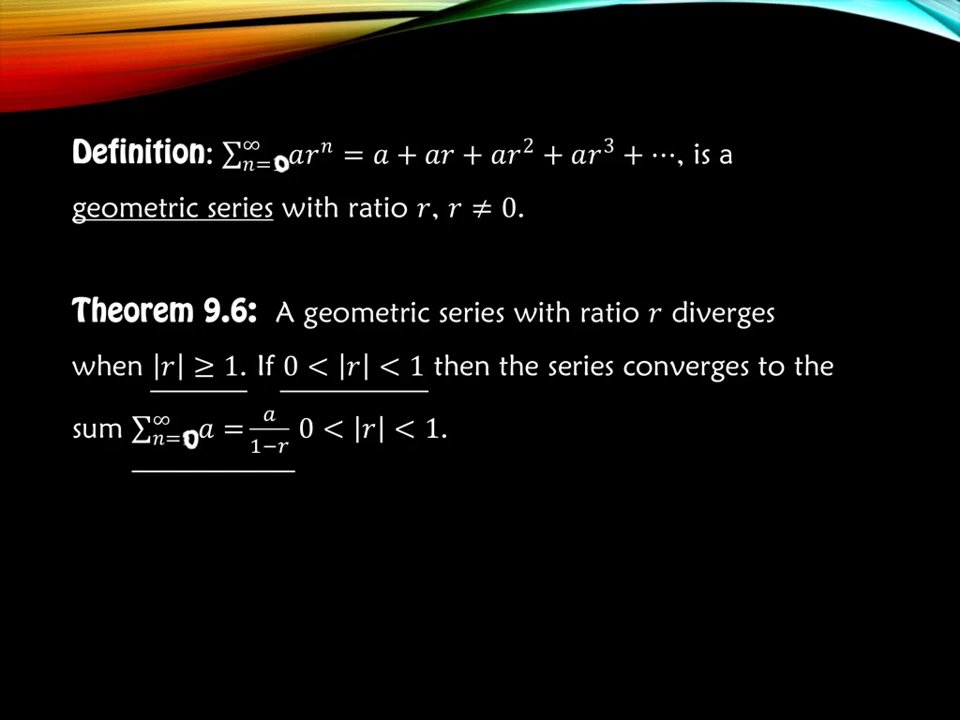 Definition: ∑_{n=0}^{∞} ar^n = a + ar + ar^2 + ar^3 + ⋯, is a
geometric series with ratio r, r ≠ 0.
Theorem 9.6: A geometric series with ratio r diverges
when |r| ≥ 1. If 0 < |r| < 1 then the series converges to the
sum ∑_{n=0}^{∞} a = \frac{a}{1−r} 0 < |r| < 1.